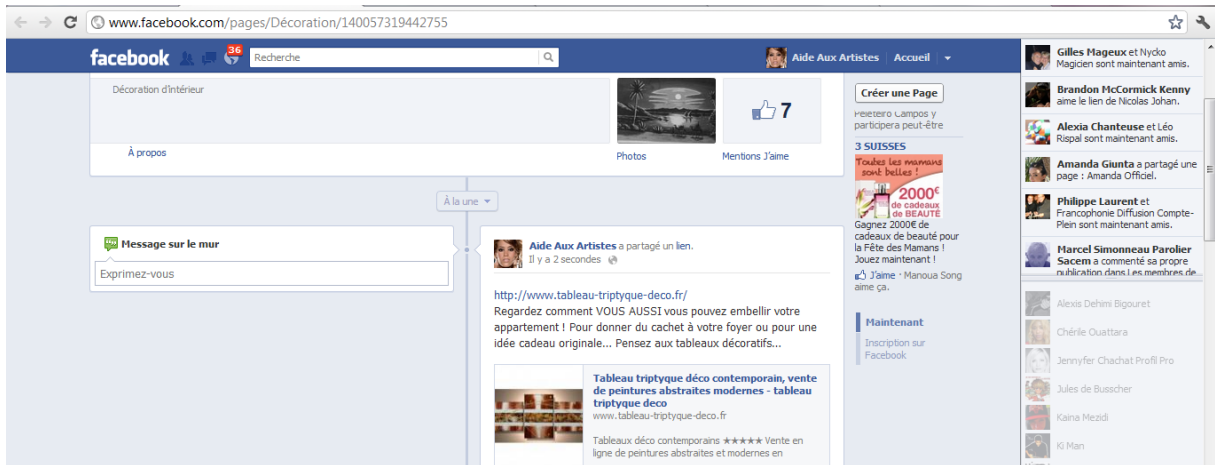 www.facebook.com/pages/Décoration/140057319442755
facebook
36
Recherche
Aide Aux Artistes
Accueil
Décoration d'intérieur
À propos
Photos
7
Mentions J'aime
À la une
Message sur le mur
Exprimez-vous
Aide Aux Artistes a partagé un lien.
Il y a 2 secondes
http://www.tableau-triptyque-deco.fr/
Regardez comment VOUS AUSSI vous pouvez embellir votre
appartement ! Pour donner du cachet à votre foyer ou pour une
idée cadeau originale... Pensez aux tableaux décoratifs...
Tableau triptyque déco contemporain, vente
de peintures abstraites modernes - tableau
triptyque deco
www.tableau-triptyque-deco.fr
Tableaux déco contemporains ★★★★★ Vente en
ligne de peintures abstraites et modernes en
Créer une Page
Peleteiro Campos y
participera peut-être
3 SUISSES
Toutes les mamans
sont belles !
2000€
de cadeaux
de BEAUTÉ
Gagnez 2000€ de
cadeaux de beauté pour
la Fête des Mamans !
Jouez maintenant !
J'aime · Manoua Song
aime ça.
Maintenant
Inscription sur
Facebook
Gilles Mageux et Nycko
Magicien sont maintenant amis.
Brandon McCormick Kenny
aime le lien de Nicolas Johan.
Alexia Chanteuse et Léo
Rispal sont maintenant amis.
Amanda Giunta a partagé une
page : Amanda Officiel.
Philippe Laurent et
Francophonie Diffusion Compte-
Plein sont maintenant amis.
Marcel Simonneau Parolier
Sacem a commenté sa propre
publication dans Les membres de
Alexis Dehimi Bigouret
Chérile Ouattara
Jennyfer Chachat Profil Pro
Jules de Busscher
Kaina Mezidi
Ki Man